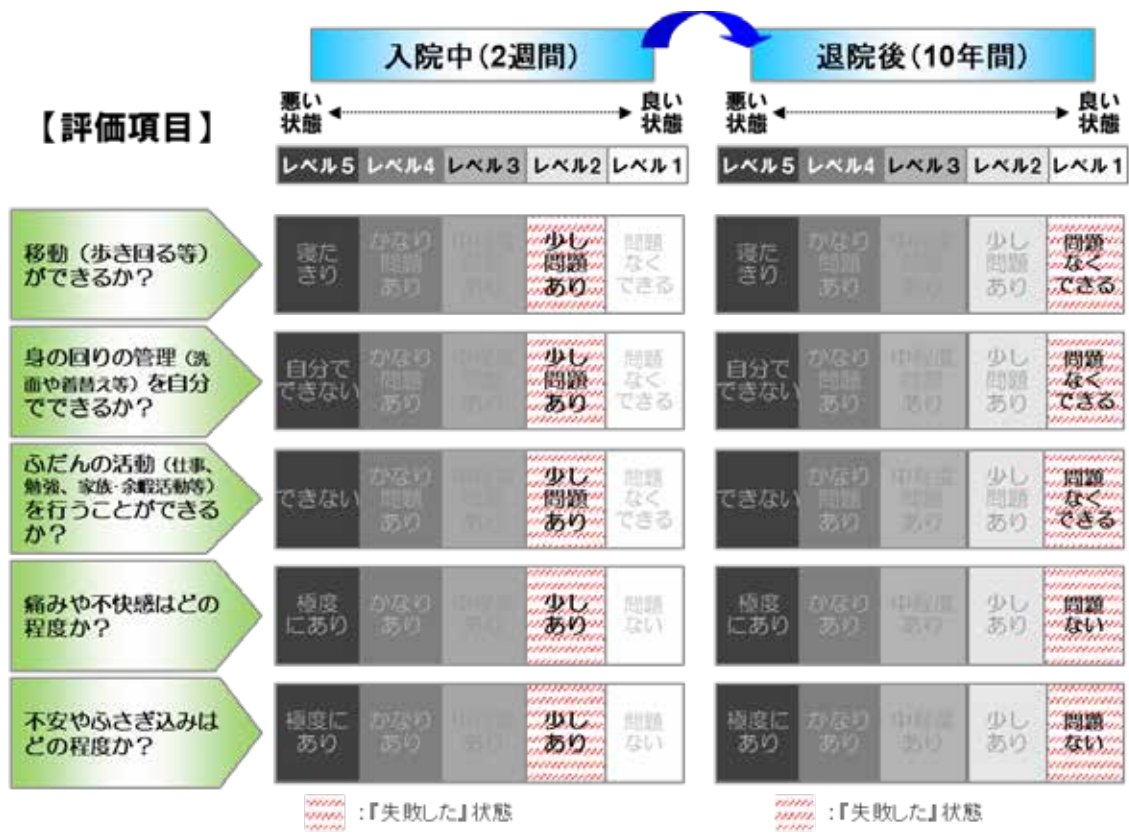 入院中(2週間)
退院後(10年間)
【評価項目】
悪い
状態
良い
状態
悪い
状態
良い
状態
レベル5 レベル4 レベル3 レベル2 レベル1
レベル5 レベル4 レベル3 レベル2 レベル1
移動（歩き回る等）
ができるか？
寝た
きり
かなり
問題
あり
少し
問題
あり
問題
なく
できる
寝た
きり
かなり
問題
あり
少し
問題
あり
問題
なく
できる
身の回りの管理（洗
面や着替え等）を自分
でできるか？
自分で
できない
かなり
問題
あり
中程度
少し
問題
あり
問題
なく
できる
自分で
できない
かなり
問題
あり
中程度
問題
あり
少し
問題
あり
問題
なく
できる
ふだんの活動（仕事、
勉強、家族・余暇活動等）
を行うことができる
か？
できない
かなり
問題
あり
少し
問題
あり
問題
なく
できる
できない
かなり
問題
あり
中程度
問題
あり
少し
問題
あり
問題
なく
できる
痛みや不快感はどの
程度か？
極度
にあり
かなり
あり
中程度
あり
少し
あり
問題
ない
極度
にあり
かなり
あり
中程度
あり
少し
あり
問題
ない
不安やふさぎ込みは
どの程度か？
極度に
あり
かなり
あり
中程度
あり
少し
あり
問題
ない
極度に
あり
かなり
あり
中程度
あり
少し
あり
問題
ない
：『失敗した』状態
：『失敗した』状態